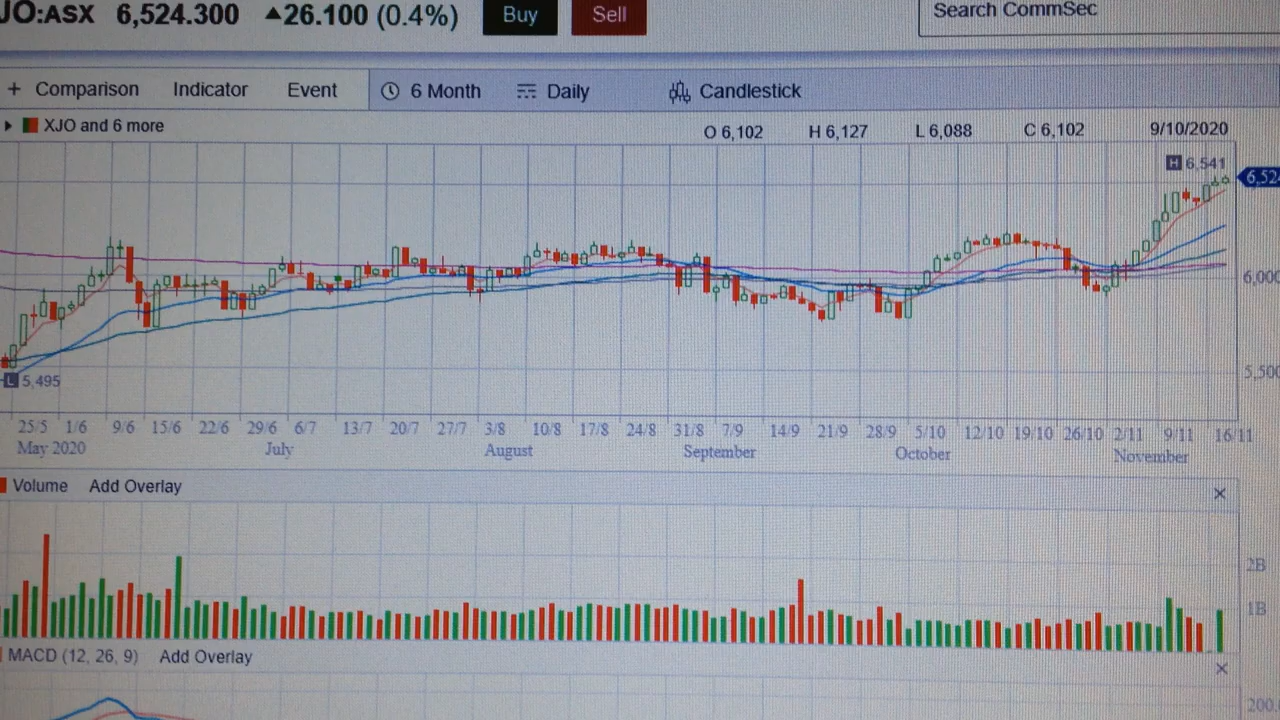 JO:ASX 6,524.300 ▲26.100 (0.4%) Buy Sell Search CommSec
+ Comparison Indicator Event 6 Month Daily Candlestick
XJO and 6 more O 6,102 H 6,127 L 6,088 C 6,102 9/10/2020
H 6,541
6,52
6,000
5,500
L 5,495
25/5 1/6 9/6 15/6 22/6 29/6 6/7 13/7 20/7 27/7 3/8 10/8 17/8 24/8 31/8 7/9 14/9 21/9 28/9 5/10 12/10 19/10 26/10 2/11 9/11 16/11
May 2020 July August September October November
Volume Add Overlay
2B
1B
MACD (12, 26, 9) Add Overlay
200.